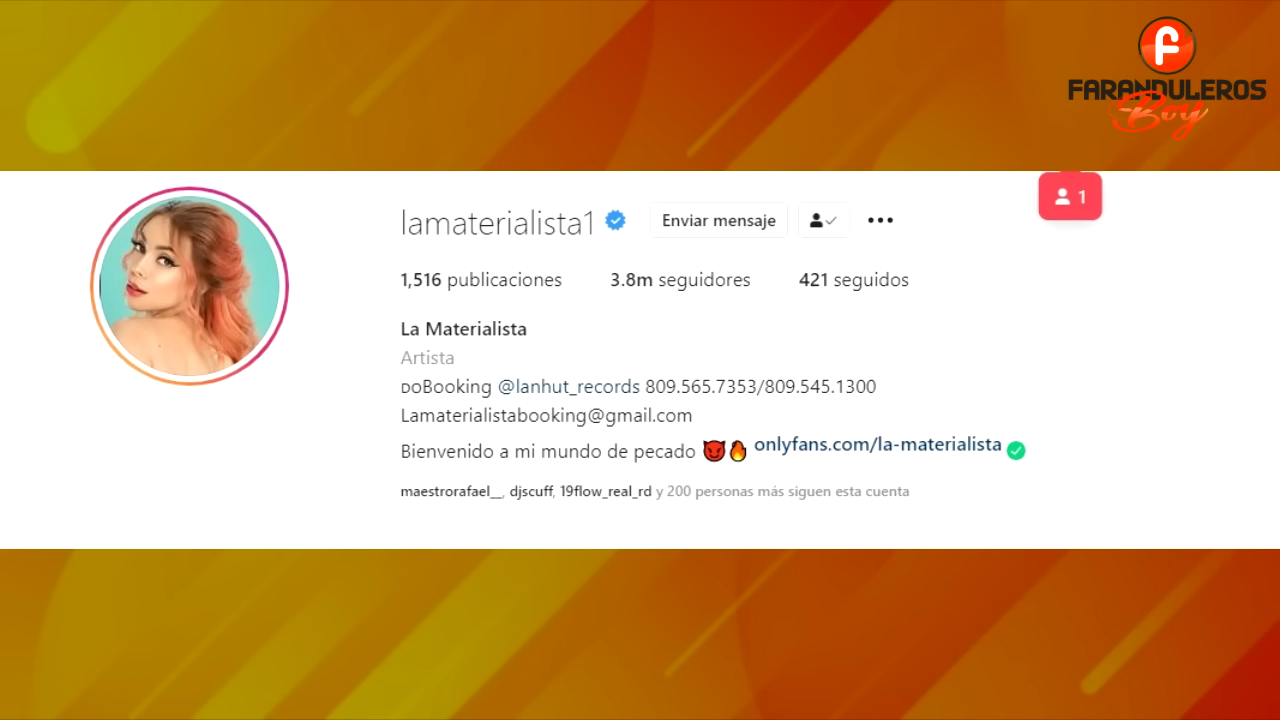 f
FARANDULEROS
Boy
lamaterialista1 Enviar mensaje
1
1,516 publicaciones 3.8m seguidores 421 seguidos
La Materialista
Artista
ᴅᴏBooking @lanhut_records 809.565.7353/809.545.1300
Lamaterialistabooking@gmail.com
Bienvenido a mi mundo de pecado 😈🔥 onlyfans.com/la-materialista
maestrorafael__, djscuff, 19flow_real_rd y 200 personas más siguen esta cuenta